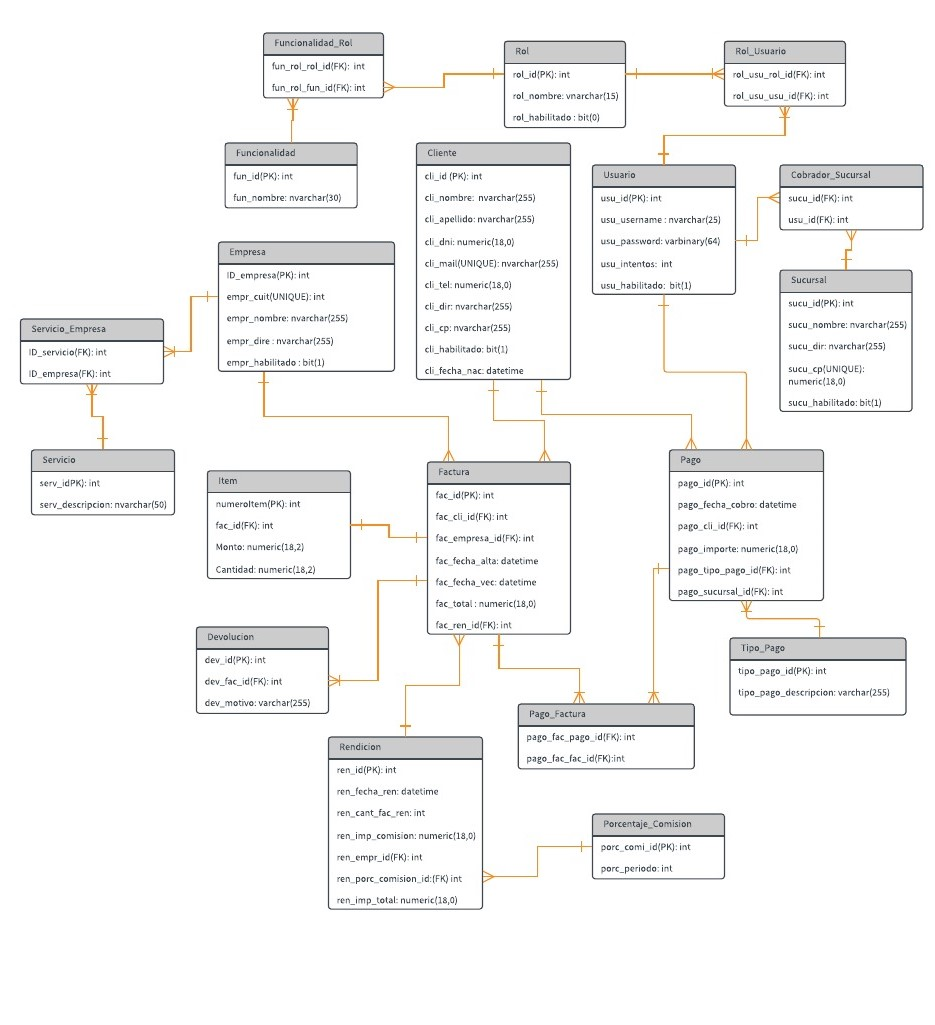 Funcionalidad_Rol
fun_rol_rol_id(FK): int
fun_rol_fun_id(FK): int
Rol
rol_id(PK): int
rol_nombre: vnarchar(15)
rol_habilitado : bit(0)
Rol_Usuario
rol_usu_rol_id(FK): int
rol_usu_usu_id(FK): int
Funcionalidad
fun_id(PK): int
fun_nombre: nvarchar(30)
Cliente
cli_id (PK): int
cli_nombre: nvarchar(255)
cli_apellido: nvarchar(255)
cli_dni: numeric(18,0)
cli_mail(UNIQUE): nvarchar(255)
cli_tel: numeric(18,0)
cli_dir: nvarchar(255)
cli_cp: nvarchar(255)
cli_habilitado: bit(1)
cli_fecha_nac: datetime
Usuario
usu_id(PK): int
usu_username : nvarchar(25)
usu_password: varbinary(64)
usu_intentos: int
usu_habilitado: bit(1)
Cobrador_Sucursal
sucu_id(FK): int
usu_id(FK): int
Empresa
ID_empresa(PK): int
empr_cuit(UNIQUE): int
empr_nombre: nvarchar(255)
empr_dire : nvarchar(255)
empr_habilitado : bit(1)
Sucursal
sucu_id(PK): int
sucu_nombre: nvarchar(255)
sucu_dir: nvarchar(255)
sucu_cp(UNIQUE):
numeric(18,0)
sucu_habilitado: bit(1)
Servicio_Empresa
ID_servicio(FK): int
ID_empresa(FK): int
Servicio
serv_idPK): int
serv_descripcion: nvarchar(50)
Item
numeroItem(PK): int
fac_id(FK): int
Monto: numeric(18,2)
Cantidad: numeric(18,2)
Factura
fac_id(PK): int
fac_cli_id(FK): int
fac_empresa_id(FK): int
fac_fecha_alta: datetime
fac_fecha_vec: datetime
fac_total : numeric(18,0)
fac_ren_id(FK): int
Pago
pago_id(PK): int
pago_fecha_cobro: datetime
pago_cli_id(FK): int
pago_importe: numeric(18,0)
pago_tipo_pago_id(FK): int
pago_sucursal_id(FK): int
Devolucion
dev_id(PK): int
dev_fac_id(FK): int
dev_motivo: varchar(255)
Tipo_Pago
tipo_pago_id(PK): int
tipo_pago_descripcion: varchar(255)
Pago_Factura
pago_fac_pago_id(FK): int
pago_fac_fac_id(FK):int
Rendicion
ren_id(PK): int
ren_fecha_ren: datetime
ren_cant_fac_ren: int
ren_imp_comision: numeric(18,0)
ren_empr_id(FK): int
ren_porc_comision_id:(FK) int
ren_imp_total: numeric(18,0)
Porcentaje_Comision
porc_comi_id(PK): int
porc_periodo: int